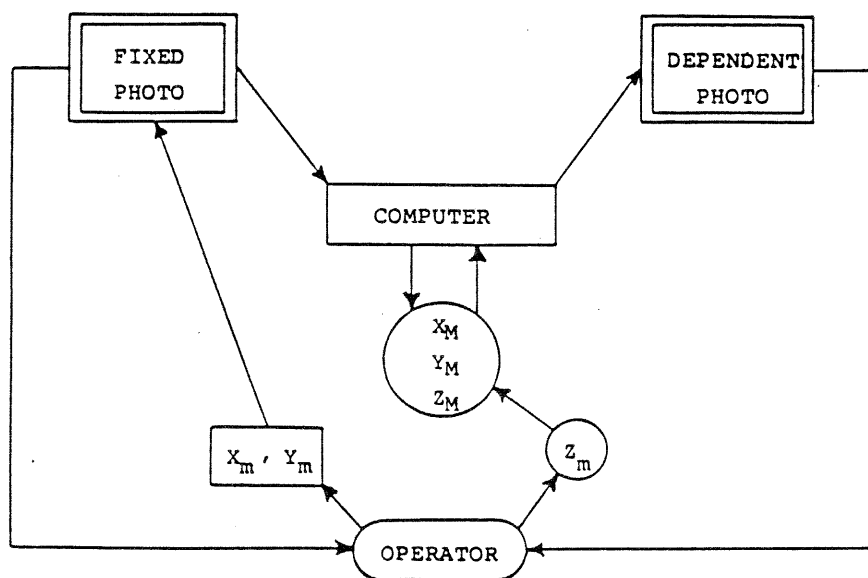 FIXED
PHOTO
DEPENDENT
PHOTO
COMPUTER
X_M
Y_M
Z_M
X_m, Y_m
Z_m
OPERATOR